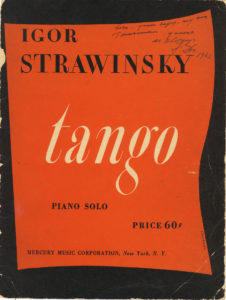 IGOR
STRAWINSKY
tango
PIANO SOLO
PRICE 60¢
MERCURY MUSIC CORPORATION, New York, N. Y.